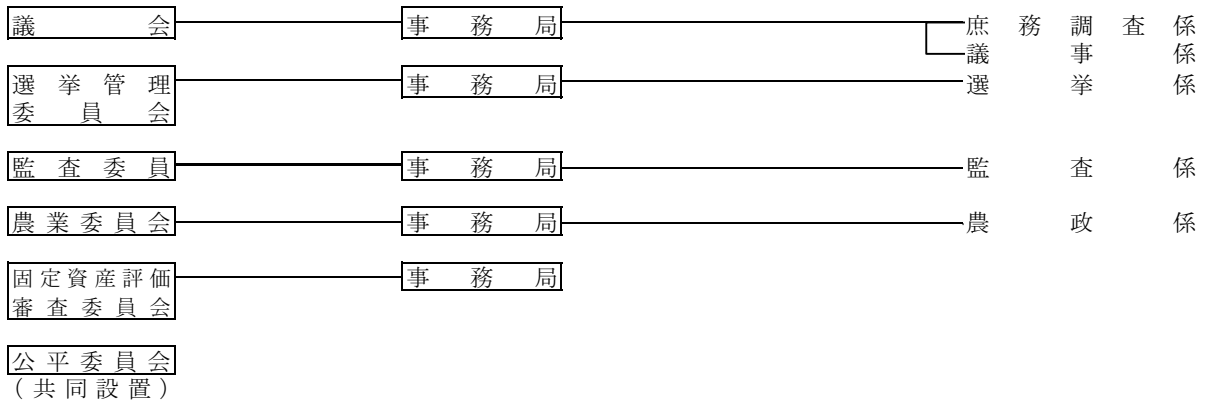 議会 事務局 庶務調査係
議事係
選挙管理 事務局 選挙係
委員会
監査委員 事務局 監査係
農業委員会 事務局 農政係
固定資産評価 事務局
審査委員会
公平委員会
(共同設置)